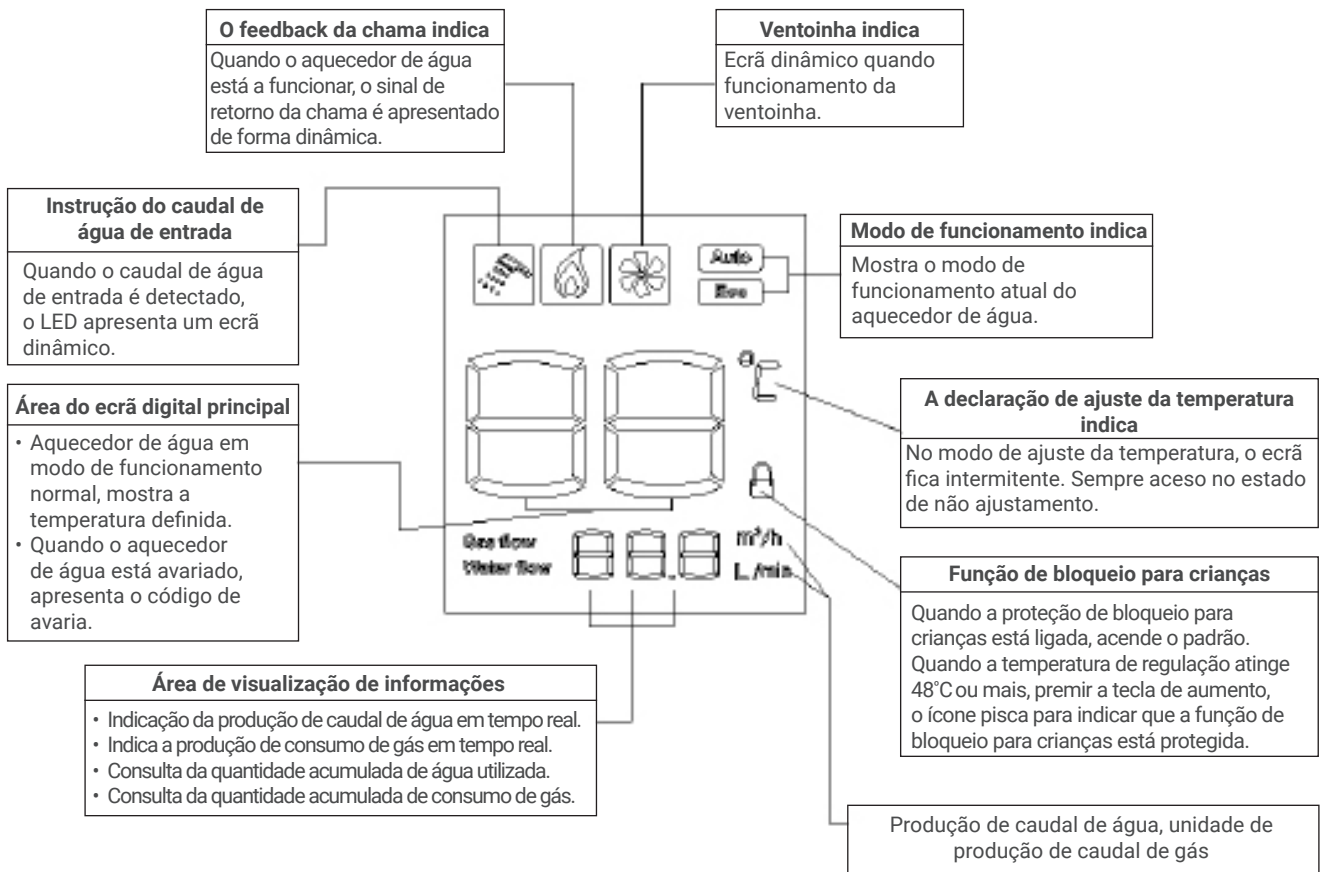 O feedback da chama indica
Quando o aquecedor de água
está a funcionar, o sinal de
retorno da chama é apresentado
de forma dinâmica.
Ventoinha indica
Ecrã dinâmico quando
funcionamento da
ventoinha.
Instrução do caudal de
água de entrada
Quando o caudal de água
de entrada é detectado,
o LED apresenta um ecrã
dinâmico.
Auto
Eco
Modo de funcionamento indica
Mostra o modo de
funcionamento atual do
aquecedor de água.
Área do ecrã digital principal
• Aquecedor de água em
modo de funcionamento
normal, mostra a
temperatura definida.
• Quando o aquecedor
de água está avariado,
apresenta o código de
avaria.
88
°C
A declaração de ajuste da temperatura
indica
No modo de ajuste da temperatura, o ecrã
fica intermitente. Sempre aceso no estado
de não ajustamento.
Gas flow
Water flow
88.8
m³/h
L/min
Função de bloqueio para crianças
Quando a proteção de bloqueio para
crianças está ligada, acende o padrão.
Quando a temperatura de regulação atinge
48°C ou mais, premir a tecla de aumento,
o ícone pisca para indicar que a função de
bloqueio para crianças está protegida.
Área de visualização de informações
• Indicação da produção de caudal de água em tempo real.
• Indica a produção de consumo de gás em tempo real.
• Consulta da quantidade acumulada de água utilizada.
• Consulta da quantidade acumulada de consumo de gás.
Produção de caudal de água, unidade de
produção de caudal de gás